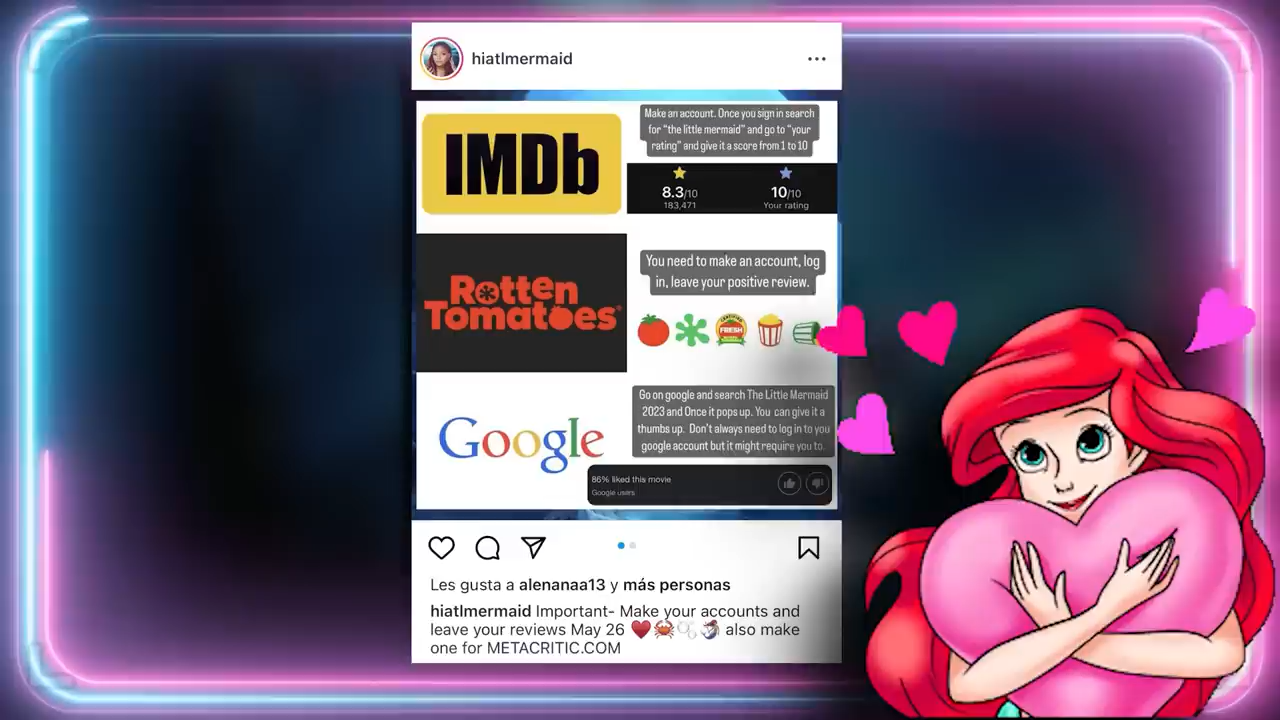 hiatlmermaid
IMDb
Make an account. Once you sign in search
for "the little mermaid" and go to "your
rating" and give it a score from 1 to 10
8.3/10
183,471
10/10
Your rating
Rotten
Tomatoes®
You need to make an account, log
in, leave your positive review.
CERTIFIED
FRESH
Google
Go on google and search The Little Mermaid
2023 and Once it pops up. You can give it a
thumbs up. Don't always need to log in to you
google account but it might require you to.
86% liked this movie
Google users
Les gusta a alenanaa13 y más personas
hiatlmermaid Important- Make your accounts and
leave your reviews May 26 ♥️🦀🫧🧜🏽‍♀️ also make
one for METACRITIC.COM